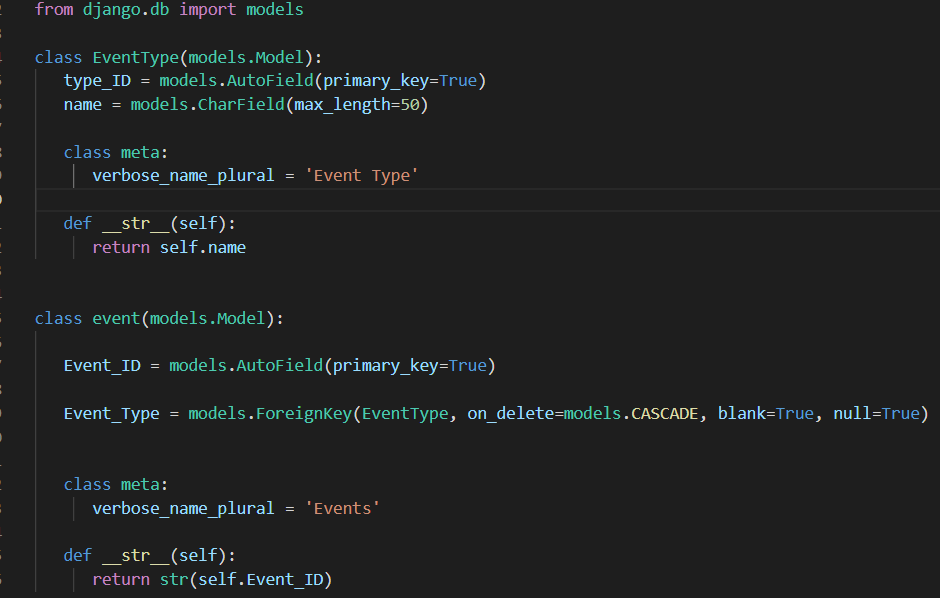 from django.db import models
class EventType(models.Model):
type_ID = models.AutoField(primary_key=True)
name = models.CharField(max_length=50)
class meta:
verbose_name_plural = 'Event Type'
def __str__(self):
return self.name
class event(models.Model):
Event_ID = models.AutoField(primary_key=True)
Event_Type = models.ForeignKey(EventType, on_delete=models.CASCADE, blank=True, null=True)
class meta:
verbose_name_plural = 'Events'
def __str__(self):
return str(self.Event_ID)